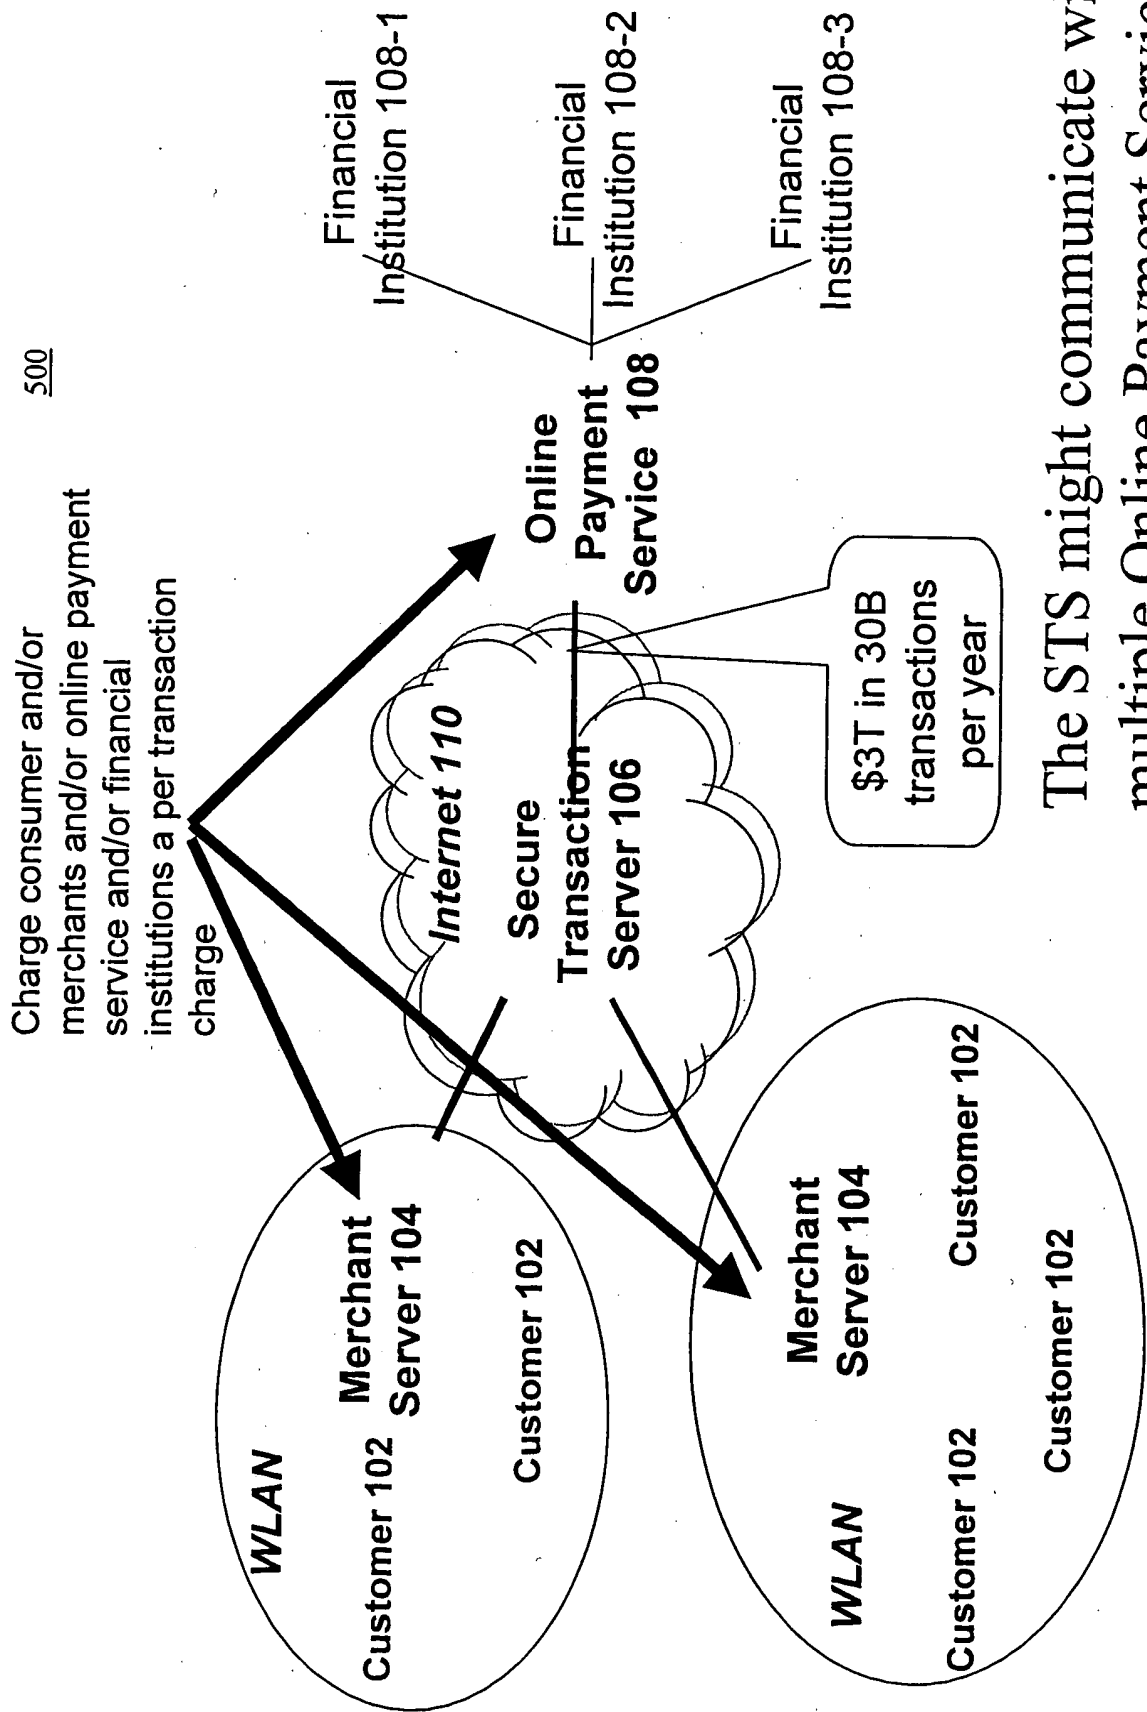 500
Charge consumer and/or
merchants and/or online payment
service and/or financial
institutions a per transaction
charge
WLAN
Customer 102
Merchant
Server 104
Customer 102
Internet 110
Secure
Transaction
Server 106
Online
Payment
Service 108
Financial
Institution 108-1
Financial
Institution 108-2
Financial
Institution 108-3
WLAN
Merchant
Server 104
Customer 102
Customer 102
Customer 102
$3T in 30B
transactions
per year
The STS might communicate
multiple Online Payment